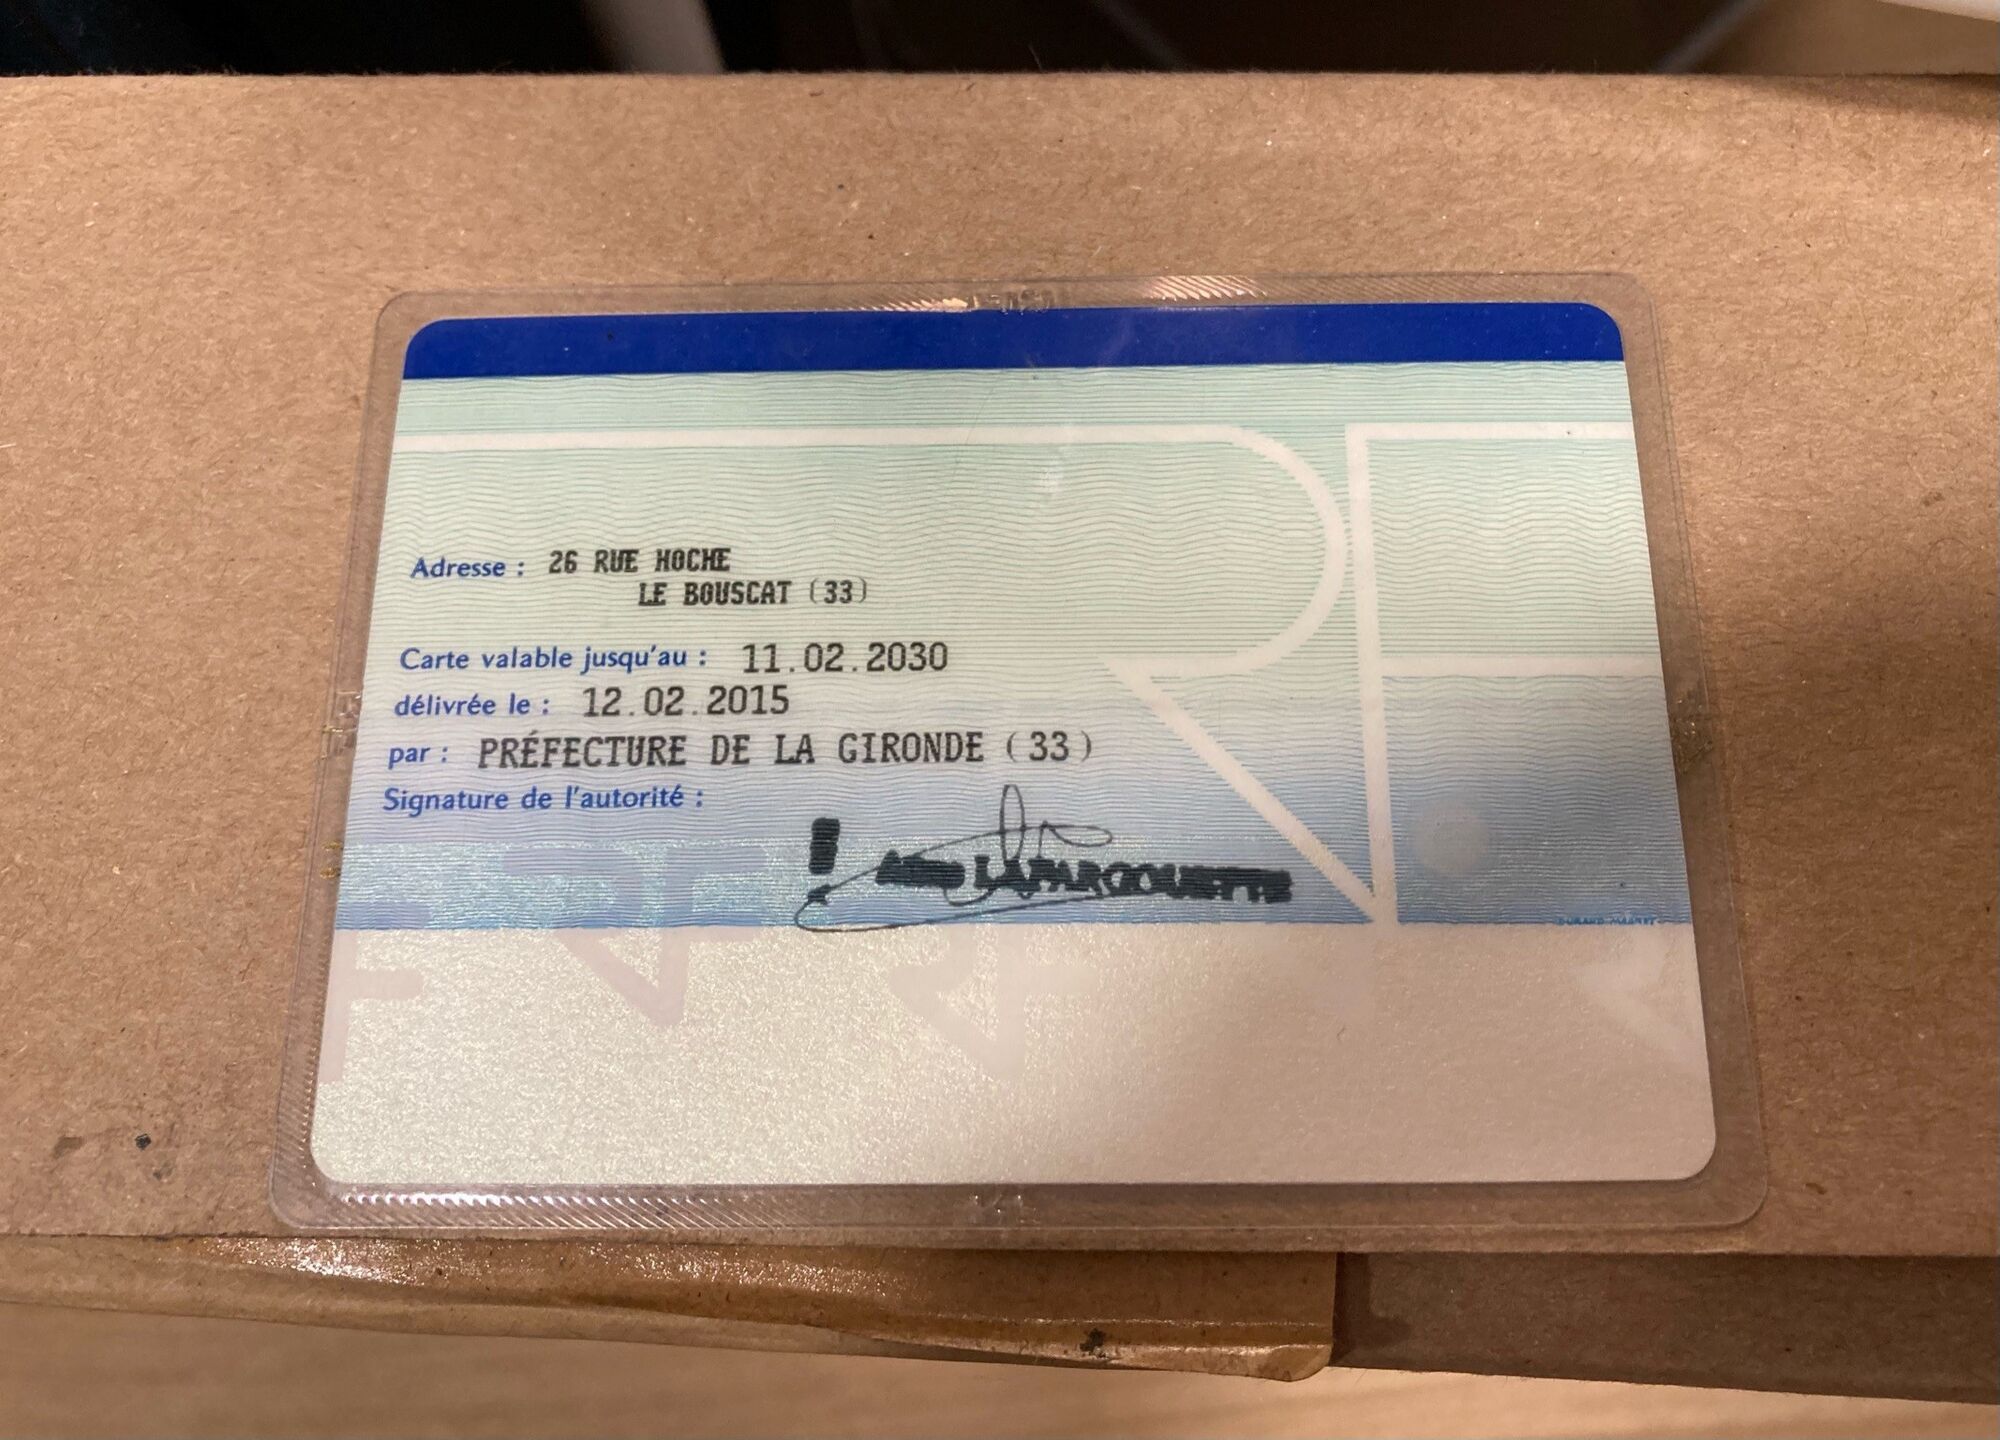 Adresse : 26 RUE HOCHE
LE BOUSCAT (33)
Carte valable jusqu'au : 11.02.2030
délivrée le : 12.02.2015
par : PRÉFECTURE DE LA GIRONDE (33)
Signature de l'autorité :
RF